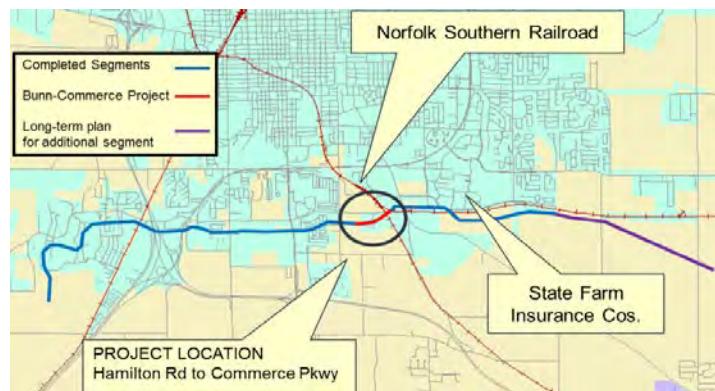 Norfolk Southern Railroad
Completed Segments
Bunn-Commerce Project
Long-term plan
for additional segment
State Farm
Insurance Cos.
PROJECT LOCATION
Hamilton Rd to Commerce Pkwy